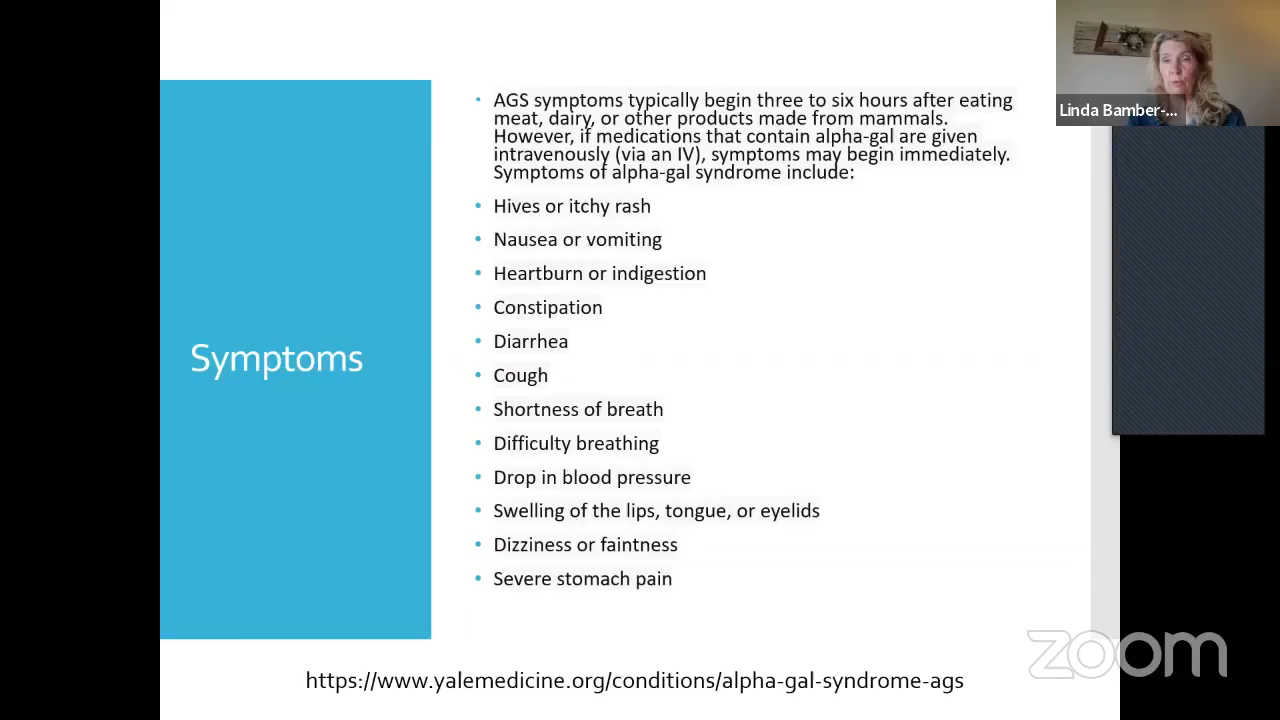 Linda Bamber-...
Symptoms
• AGS symptoms typically begin three to six hours after eating
meat, dairy, or other products made from mammals.
However, if medications that contain alpha-gal are given
intravenously (via an IV), symptoms may begin immediately.
Symptoms of alpha-gal syndrome include:
• Hives or itchy rash
• Nausea or vomiting
• Heartburn or indigestion
• Constipation
• Diarrhea
• Cough
• Shortness of breath
• Difficulty breathing
• Drop in blood pressure
• Swelling of the lips, tongue, or eyelids
• Dizziness or faintness
• Severe stomach pain
zoom
https://www.yalemedicine.org/conditions/alpha-gal-syndrome-ags